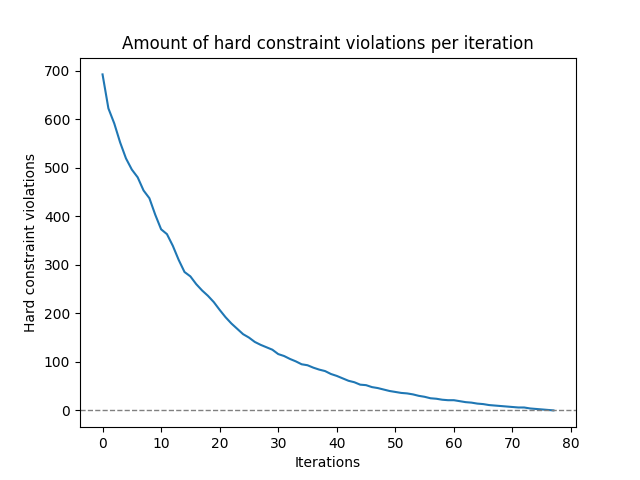 Amount of hard constraint violations per iteration
700
600
500
400
300
200
100
0
Hard constraint violations
0 10 20 30 40 50 60 70 80
Iterations